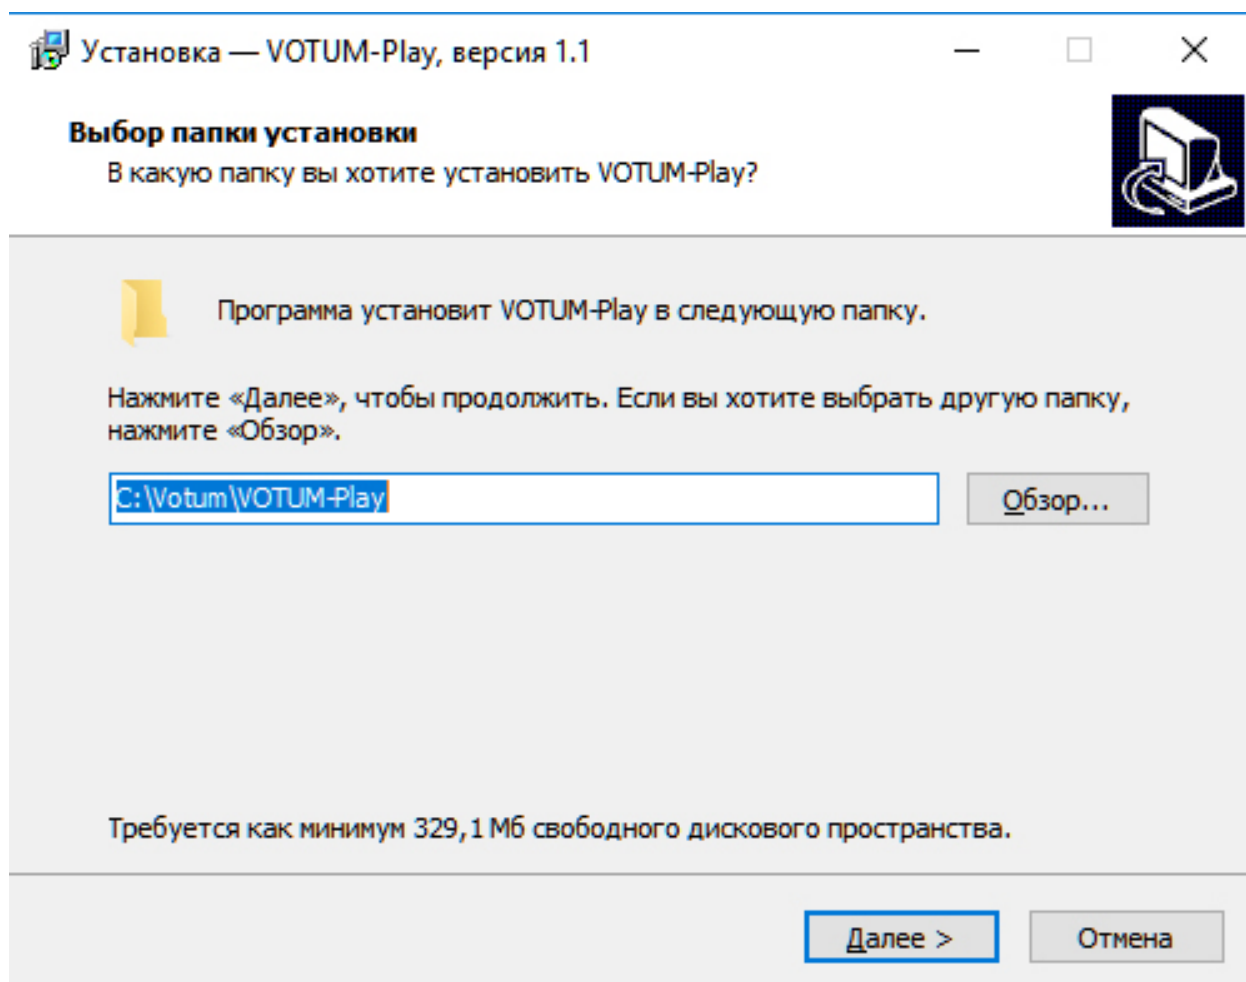 Установка — VOTUM-Play, версия 1.1
Выбор папки установки
В какую папку вы хотите установить VOTUM-Play?
Программа установит VOTUM-Play в следующую папку.
Нажмите «Далее», чтобы продолжить. Если вы хотите выбрать другую папку,
нажмите «Обзор».
C:\Votum\VOTUM-Play
Обзор...
Требуется как минимум 329,1 Мб свободного дискового пространства.
Далее >
Отмена